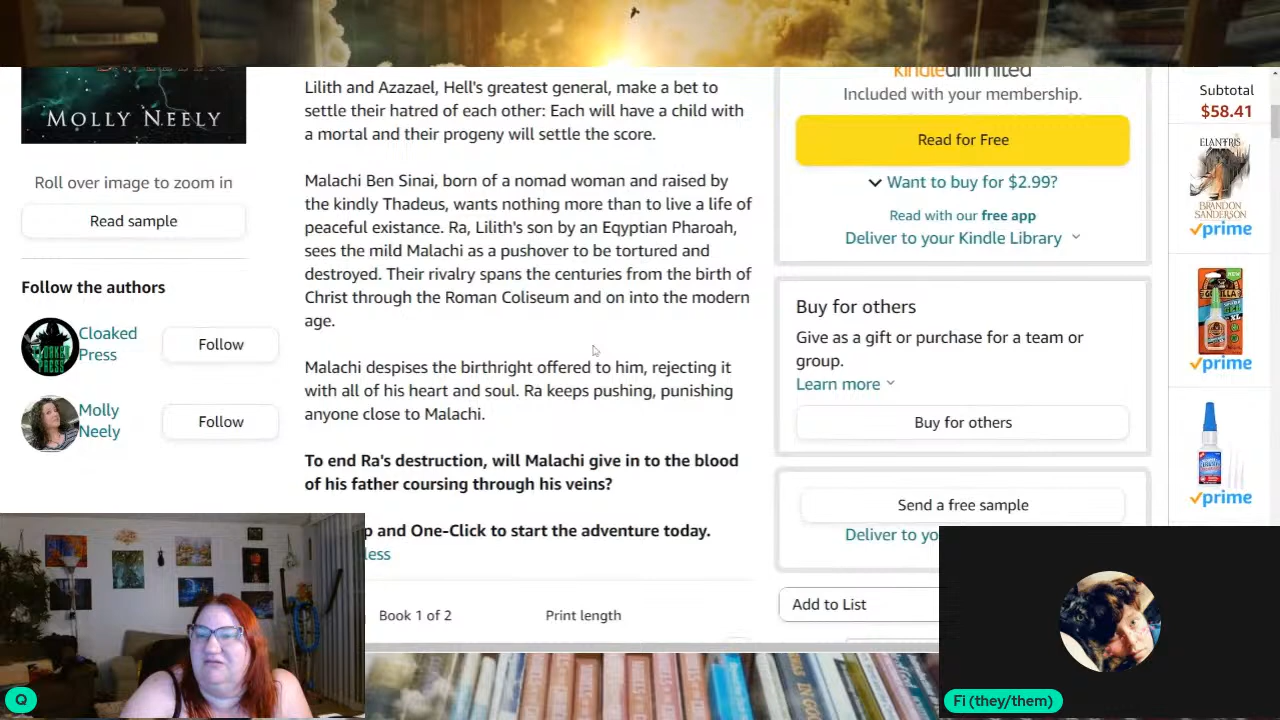 MOLLY NEELY
Roll over image to zoom in
Read sample
Follow the authors
Cloaked
Press
Follow
Molly
Neely
Follow
Lilith and Azazael, Hell's greatest general, make a bet to
settle their hatred of each other: Each will have a child with
a mortal and their progeny will settle the score.
Malachi Ben Sinai, born of a nomad woman and raised by
the kindly Thadeus, wants nothing more than to live a life of
peaceful existance. Ra, Lilith's son by an Eqyptian Pharoah,
sees the mild Malachi as a pushover to be tortured and
destroyed. Their rivalry spans the centuries from the birth of
Christ through the Roman Coliseum and on into the modern
age.
Malachi despises the birthright offered to him, rejecting it
with all of his heart and soul. Ra keeps pushing, punishing
anyone close to Malachi.
To end Ra's destruction, will Malachi give in to the blood
of his father coursing through his veins?
p and One-Click to start the adventure today.
less
Book 1 of 2
Print length
kindleunlimited
Included with your membership.
Read for Free
Want to buy for $2.99?
Read with our free app
Deliver to your Kindle Library
Buy for others
Give as a gift or purchase for a team or
group.
Learn more
Buy for others
Send a free sample
Deliver to yo
Add to List
Subtotal
$58.41
ELANTRIS
BRANDON
SANDERSON
prime
GORILLA
prime
prime
Q
Fi (they/them)